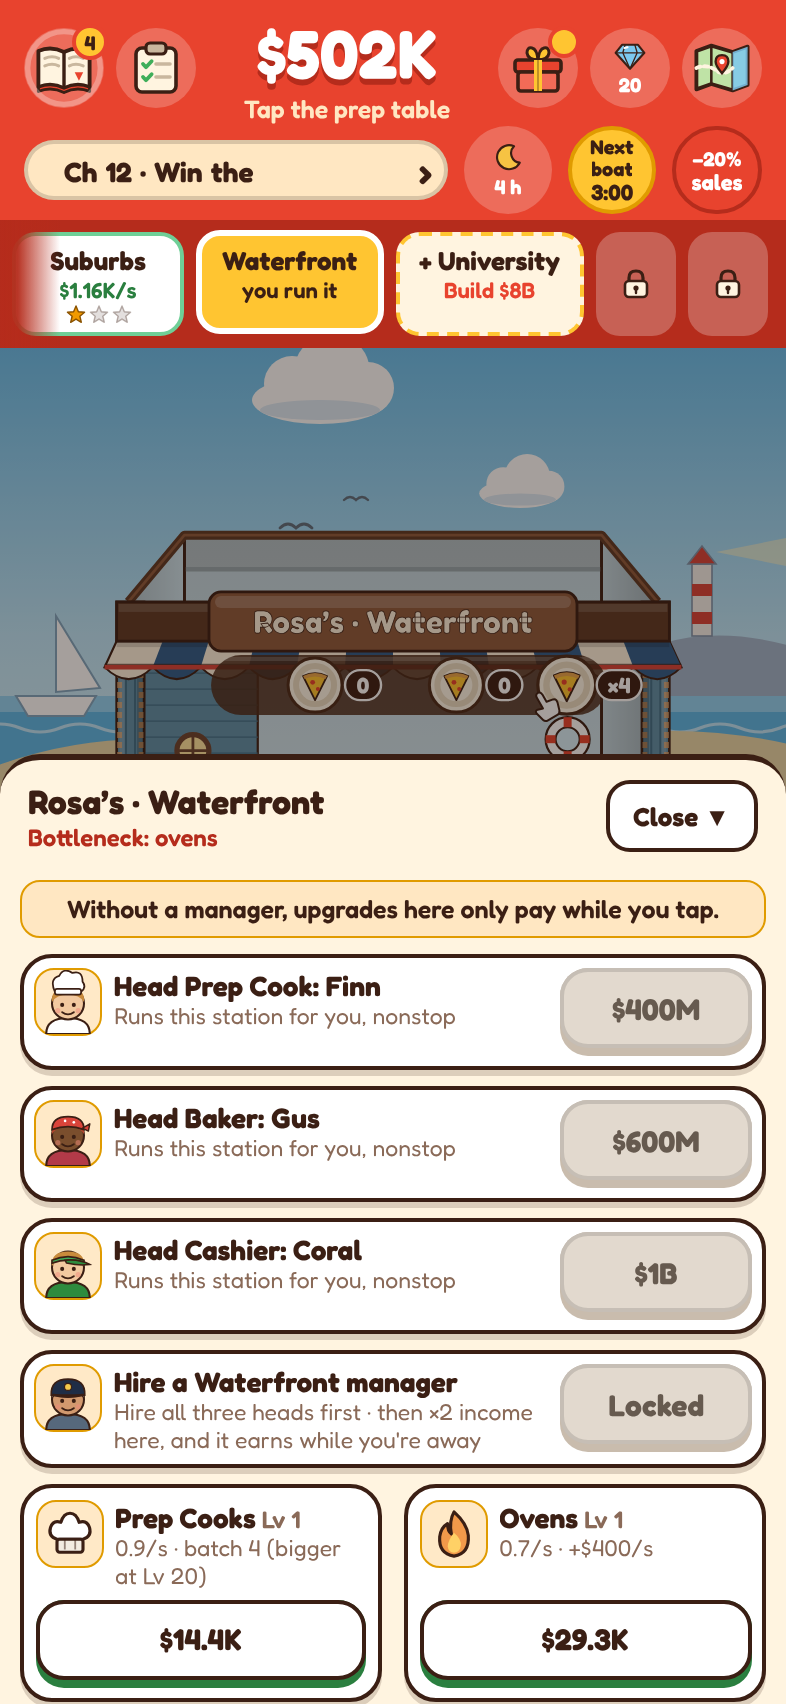 4
$502K
Tap the prep table
20
Ch 12 · Win the
4 h
Next
boat
3:00
−20%
sales
Suburbs
$1.16K/s
Waterfront
you run it
+ University
Build $8B
Rosa's · Waterfront
0
0
x4
Rosa's · Waterfront
Bottleneck: ovens
Close ▼
Without a manager, upgrades here only pay while you tap.
Head Prep Cook: Finn
Runs this station for you, nonstop
$400M
Head Baker: Gus
Runs this station for you, nonstop
$600M
Head Cashier: Coral
Runs this station for you, nonstop
$1B
Hire a Waterfront manager
Hire all three heads first · then ×2 income
here, and it earns while you're away
Locked
Prep Cooks Lv 1
0.9/s · batch 4 (bigger
at Lv 20)
$14.4K
Ovens Lv 1
0.7/s · +$400/s
$29.3K